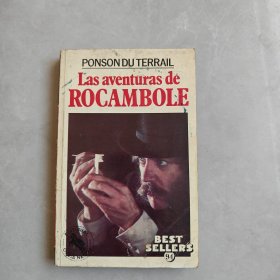 PONSON DU TERRAIL
Las aventuras de
ROCAMBOLE
BEST
SELLERS